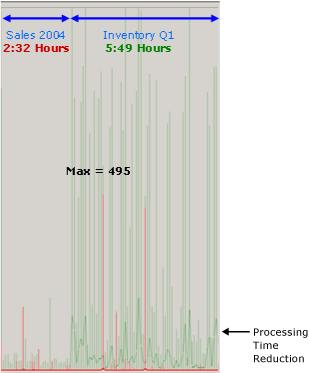 Sales 2004
2:32 Hours
Inventory Q1
5:49 Hours
Max = 495
Processing
Time
Reduction